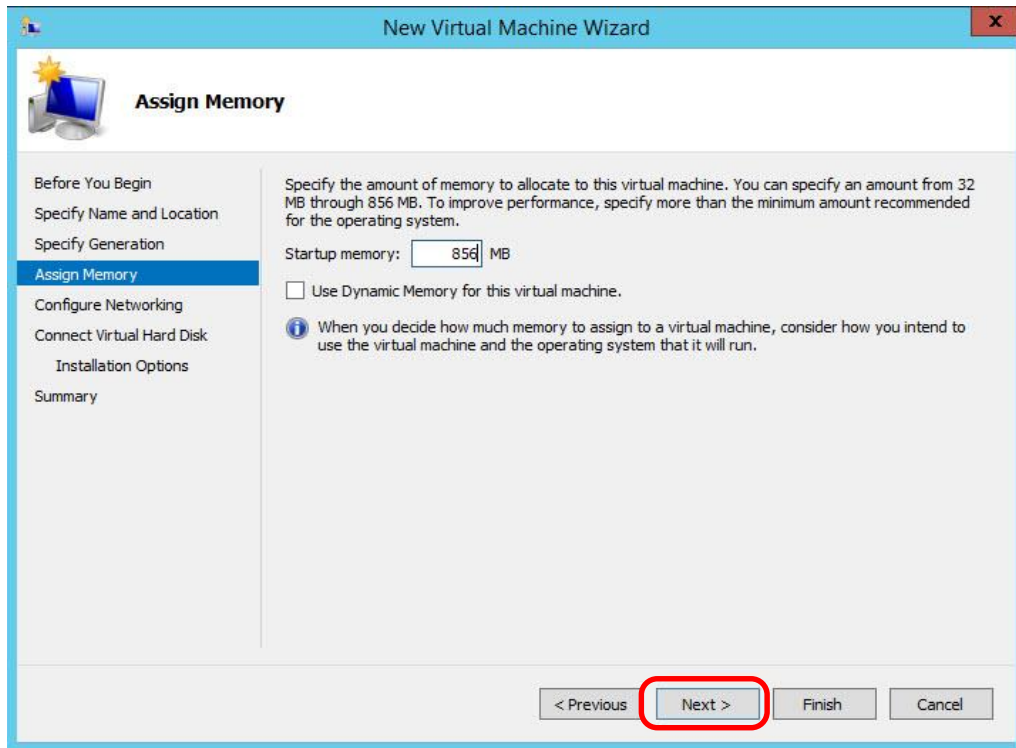 New Virtual Machine Wizard
x
Assign Memory
Before You Begin
Specify Name and Location
Specify Generation
Assign Memory
Configure Networking
Connect Virtual Hard Disk
Installation Options
Summary
Specify the amount of memory to allocate to this virtual machine. You can specify an amount from 32
MB through 856 MB. To improve performance, specify more than the minimum amount recommended
for the operating system.
Startup memory: 856 MB
Use Dynamic Memory for this virtual machine.
When you decide how much memory to assign to a virtual machine, consider how you intend to
use the virtual machine and the operating system that it will run.
< Previous Next > Finish Cancel